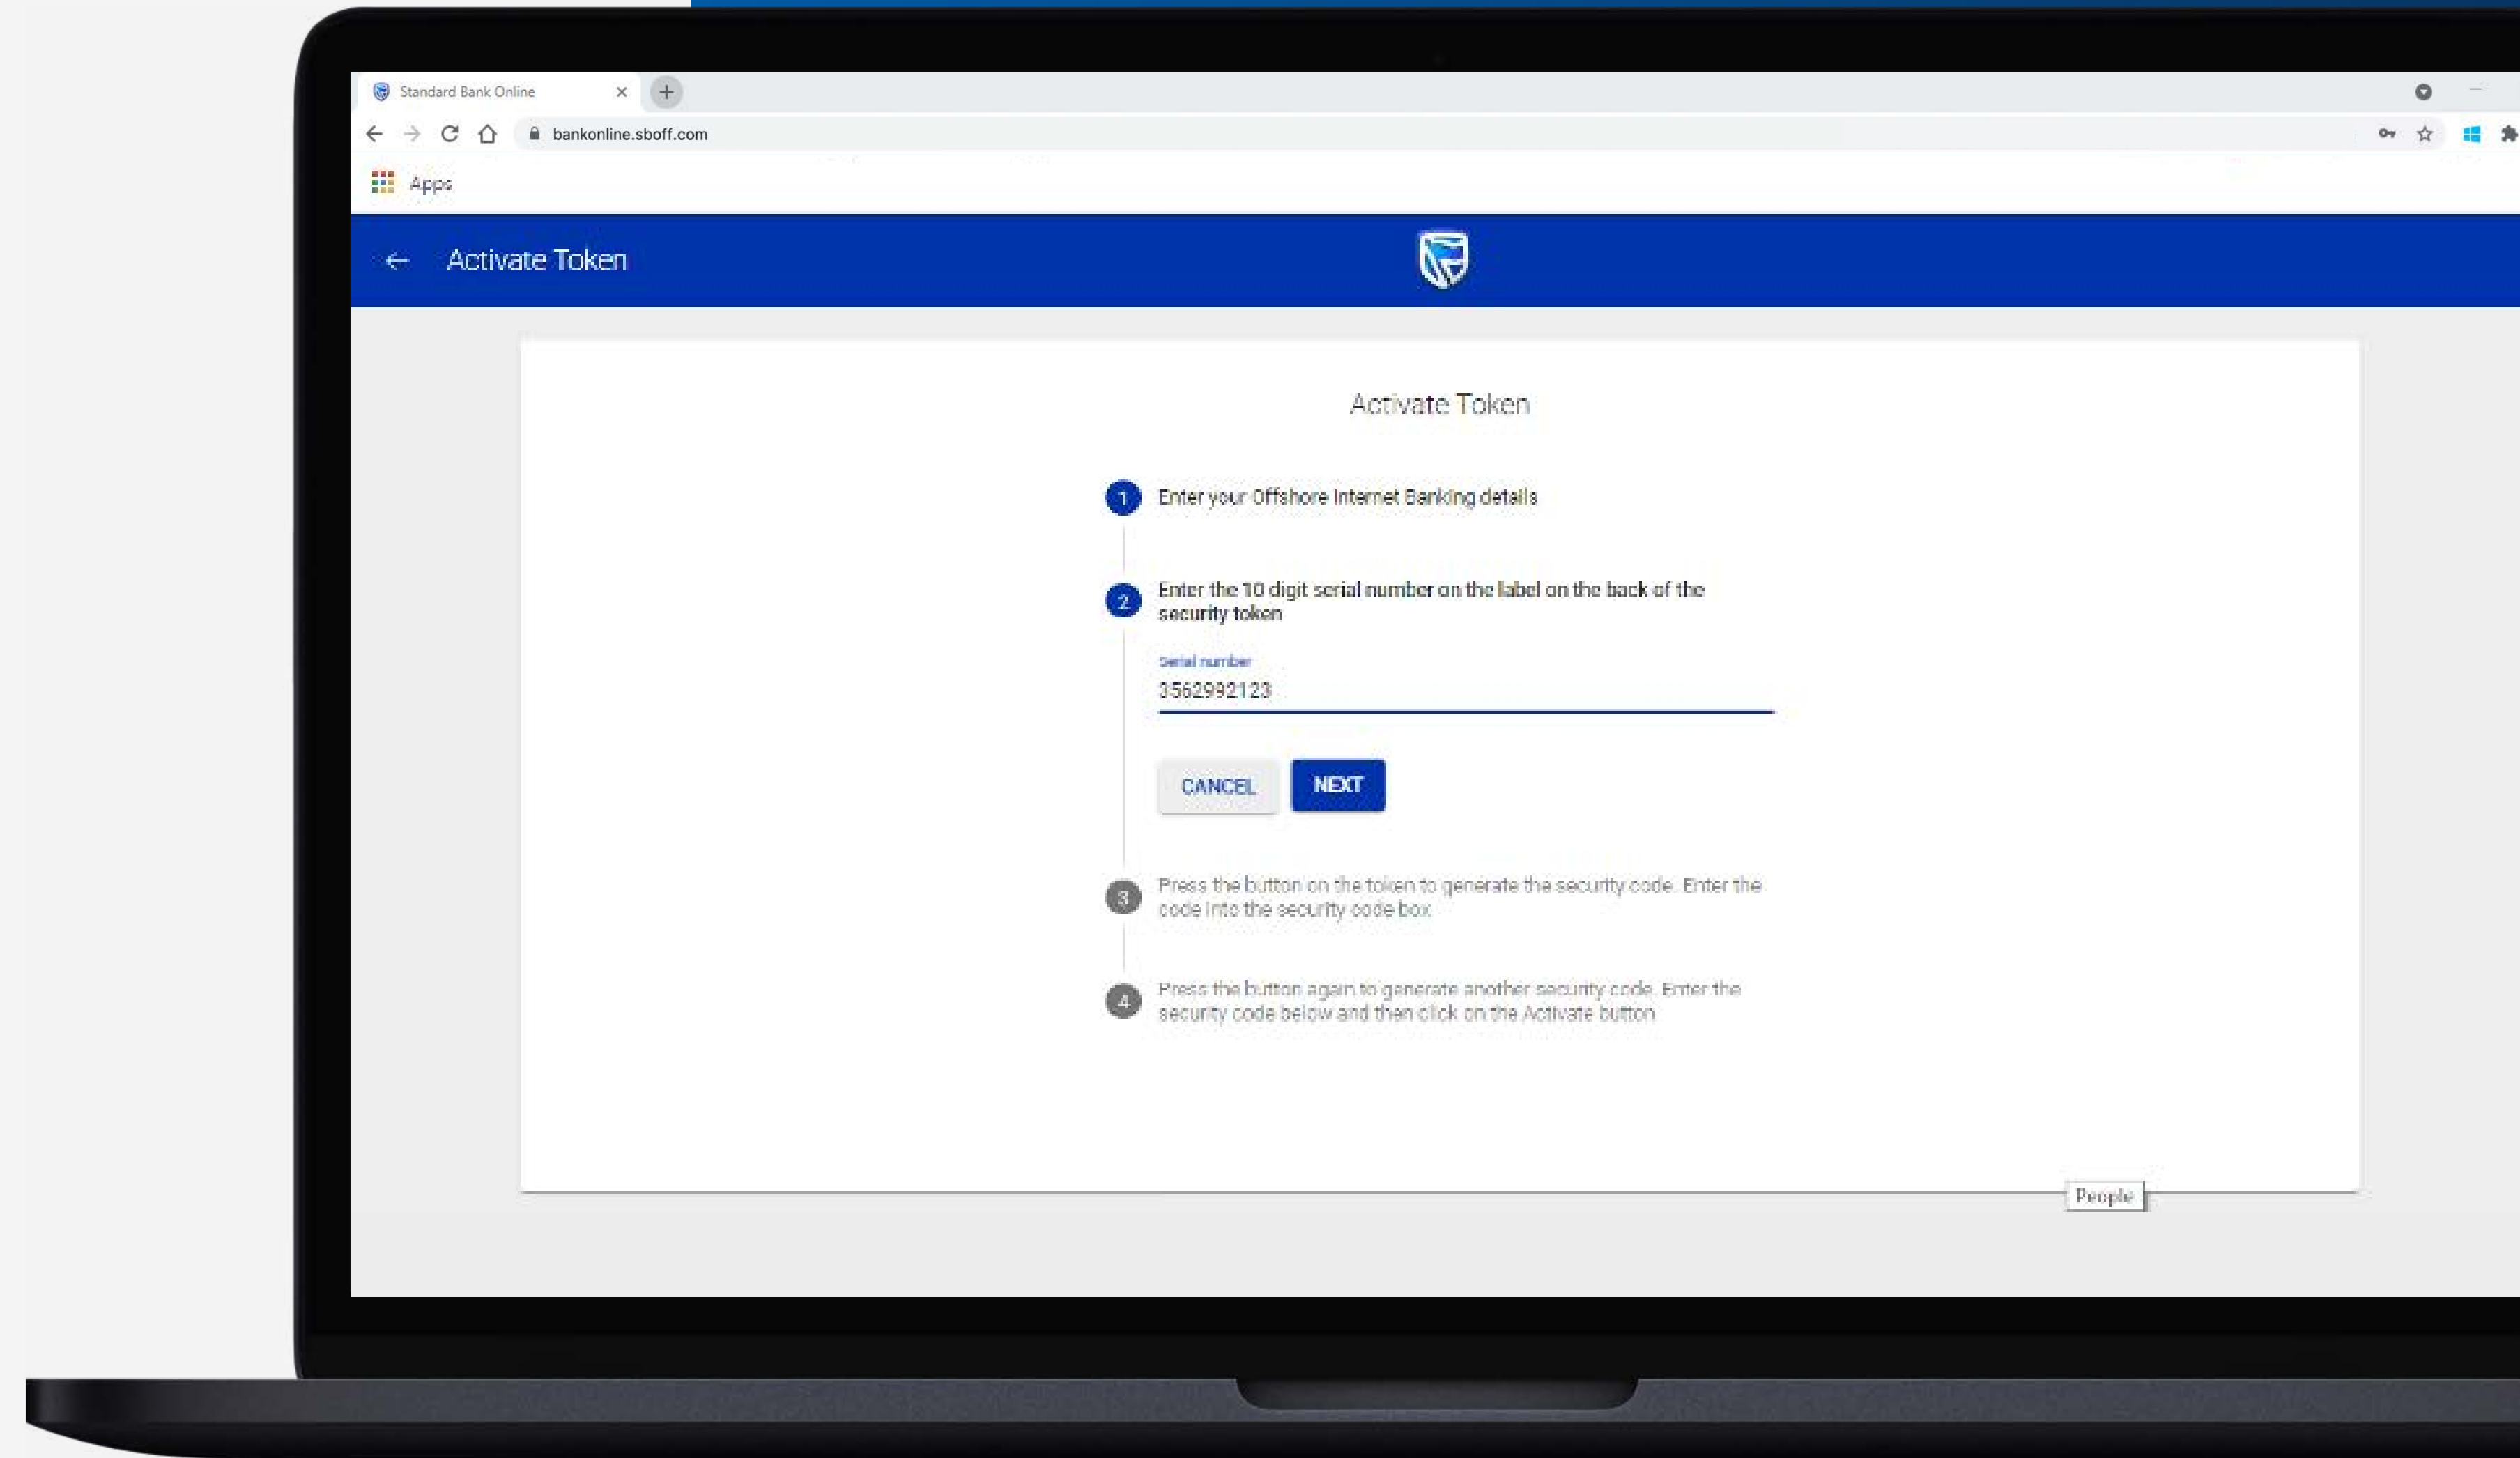 Standard Bank Online
bankonline.sboff.com
Apps
Activate Token
Activate Token
1 Enter your Offshore Internet Banking details
2 Enter the 10 digit serial number on the label on the back of the
security token
Serial number
3562992123
CANCEL NEXT
3 Press the button on the token to generate the security code. Enter the
code into the security code box
4 Press the button again to generate another security code. Enter the
security code below and then click on the Activate button
People